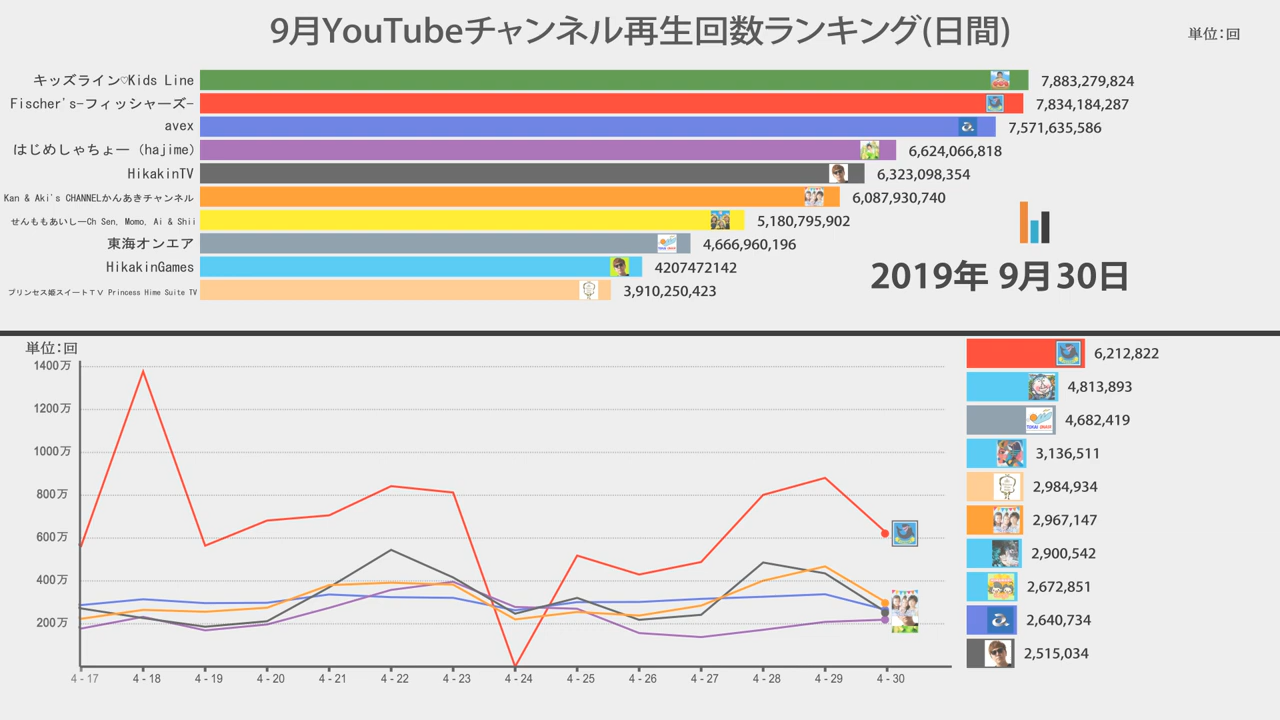 9月YouTubeチャンネル再生回数ランキング(日間)
単位:回
キッズライン♡Kids Line 7,883,279,824
Fischer's-フィッシャーズ- 7,834,184,287
avex 7,571,635,586
はじめしゃちょー (hajime) 6,624,066,818
HikakinTV 6,323,098,354
Kan & Aki's CHANNELかんあきチャンネル 6,087,930,740
せんももあいしーCh Sen, Momo, Ai & Shii 5,180,795,902
東海オンエア 4,666,960,196
HikakinGames 4207472142
プリンセス姫スイートTV Princess Hime Suite TV 3,910,250,423
2019年 9月30日
単位:回
1400万
1200万
1000万
800万
600万
400万
200万
4 - 17 4 - 18 4 - 19 4 - 20 4 - 21 4 - 22 4 - 23 4 - 24 4 - 25 4 - 26 4 - 27 4 - 28 4 - 29 4 - 30
6,212,822
4,813,893
4,682,419
3,136,511
2,984,934
2,967,147
2,900,542
2,672,851
2,640,734
2,515,034